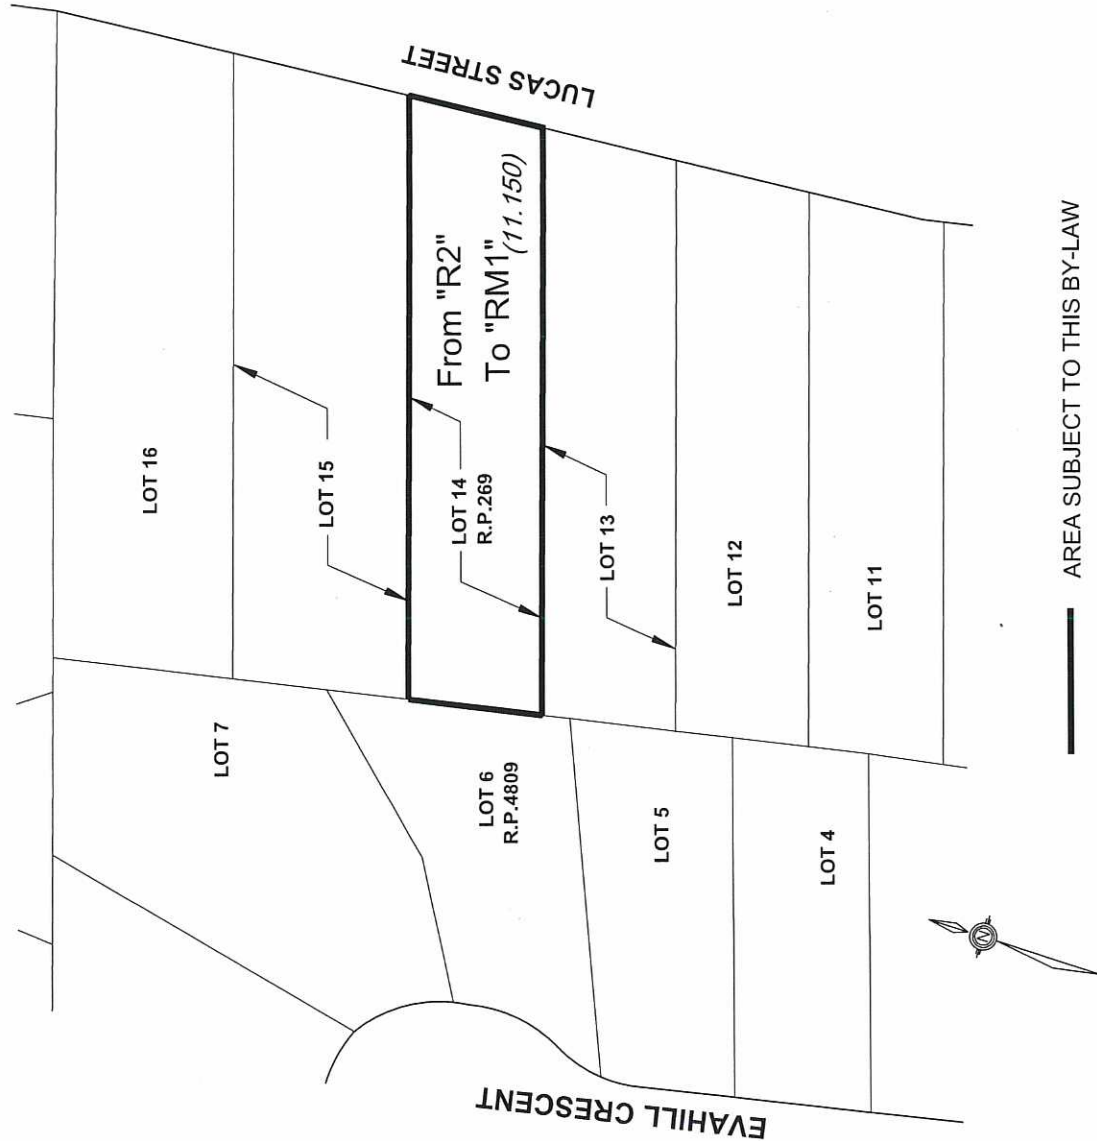 LUCAS STREET
LOT 16
LOT 15
From "R2"
To "RM1"
(11.150)
LOT 14
R.P.269
LOT 13
LOT 12
LOT 11
LOT 7
LOT 6
R.P.4809
LOT 5
LOT 4
EVAHILL CRESCENT
N
AREA SUBJECT TO THIS BY-LAW